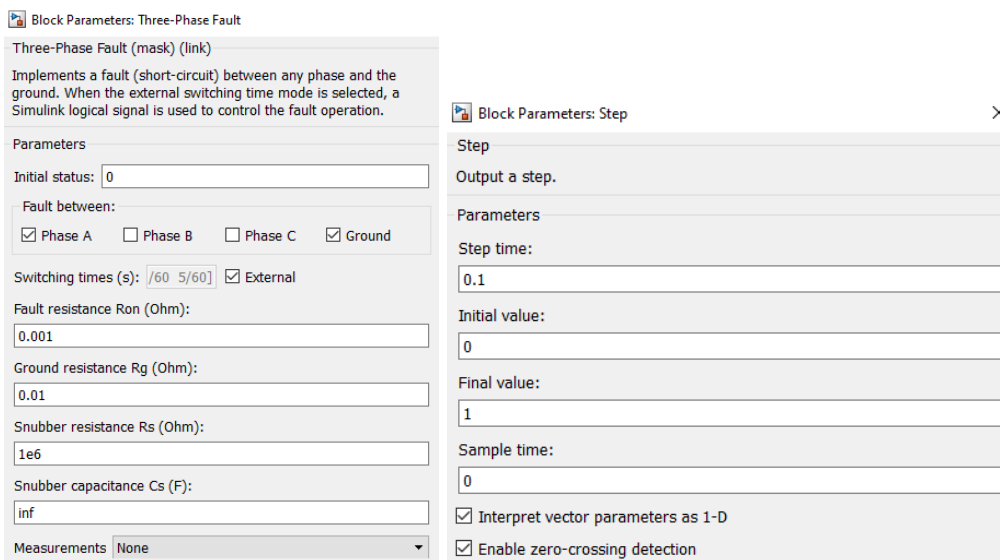 Block Parameters: Three-Phase Fault
Three-Phase Fault (mask) (link)
Implements a fault (short-circuit) between any phase and the
ground. When the external switching time mode is selected, a
Simulink logical signal is used to control the fault operation.
Parameters
Initial status: 0
Fault between:
Phase A Phase B Phase C Ground
Switching times (s): /60 5/60] External
Fault resistance Ron (Ohm):
0.001
Ground resistance Rg (Ohm):
0.01
Snubber resistance Rs (Ohm):
1e6
Snubber capacitance Cs (F):
inf
Measurements None
Block Parameters: Step
Step
Output a step.
Parameters
Step time:
0.1
Initial value:
0
Final value:
1
Sample time:
0
Interpret vector parameters as 1-D
Enable zero-crossing detection